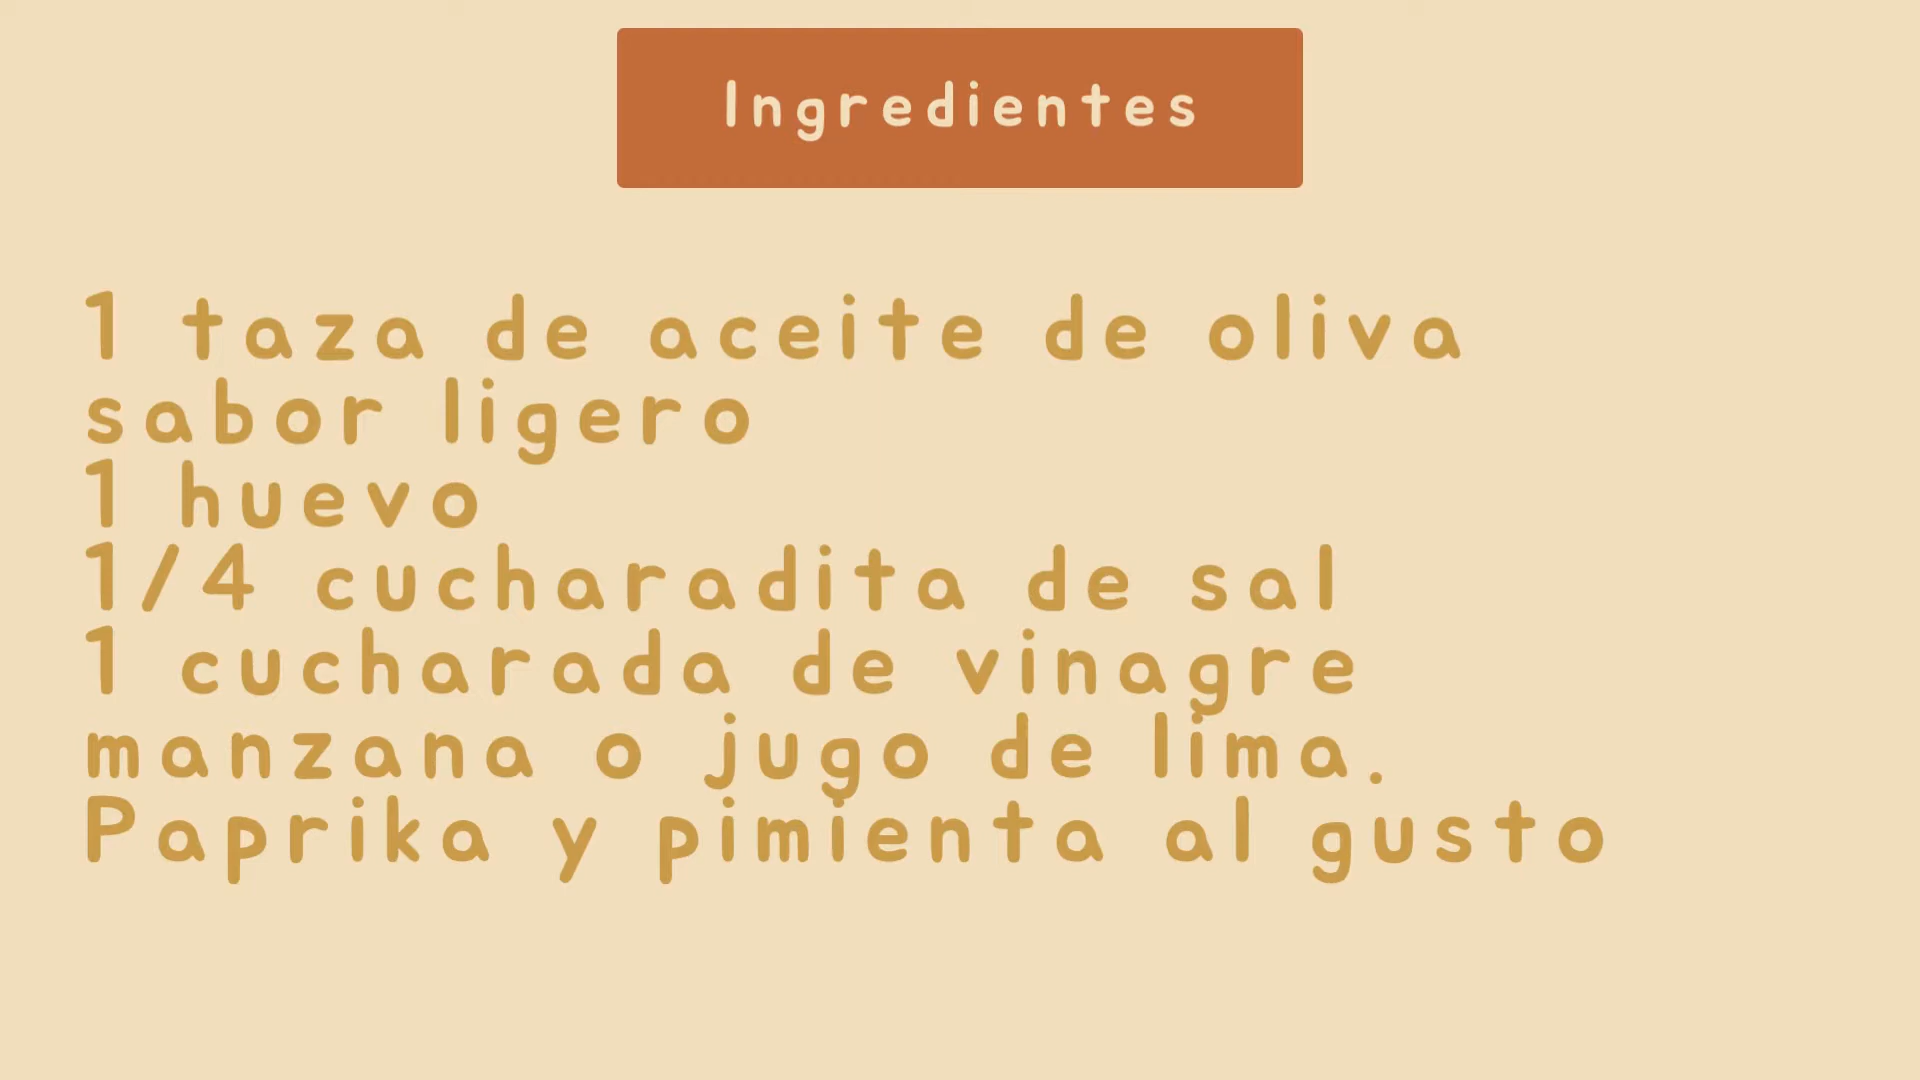 Ingredientes
1 taza de aceite de oliva
sabor ligero
1 huevo
1/4 cucharadita de sal
1 cucharada de vinagre
manzana o jugo de lima.
Paprika y pimienta al gusto